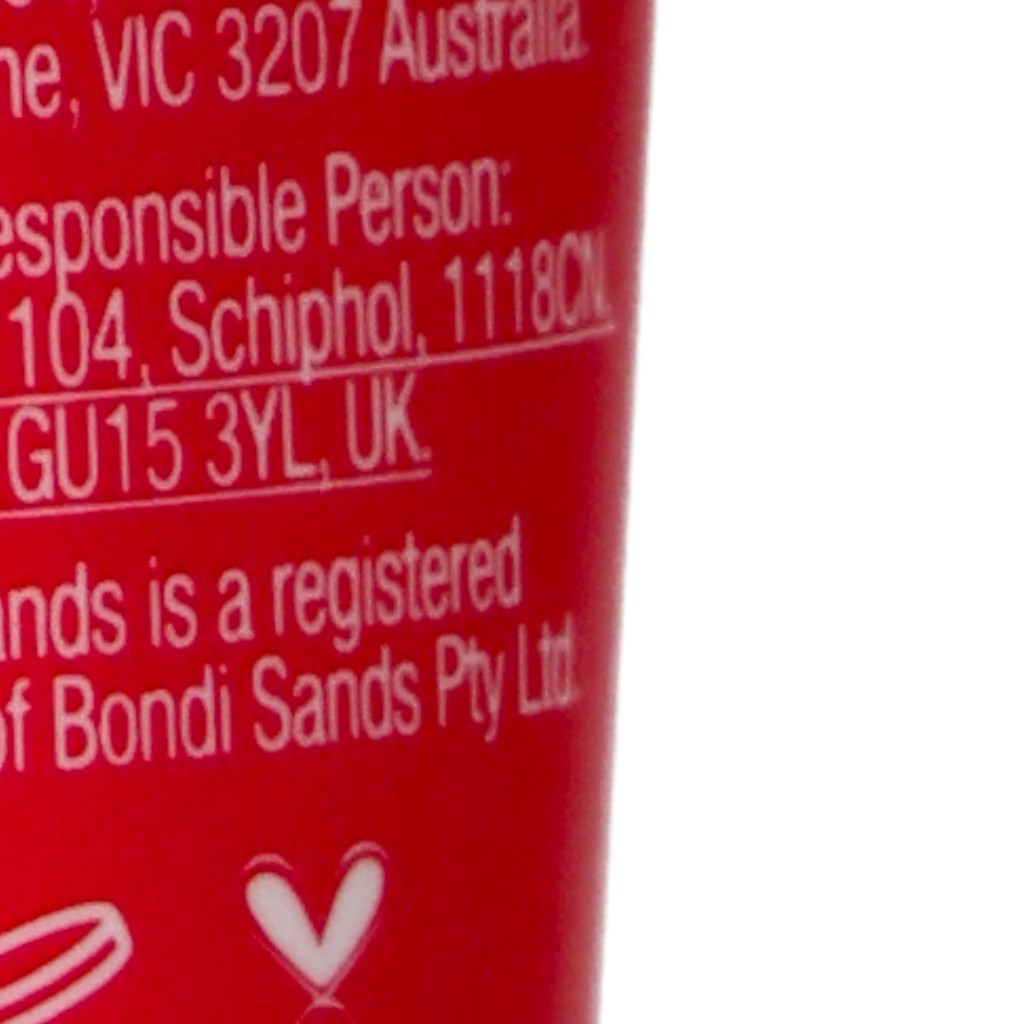 ne, VIC 3207 Australia.
esponsible Person:
104, Schiphol, 1118CN.
GU15 3YL, UK.
ands is a registered
of Bondi Sands Pty Ltd.